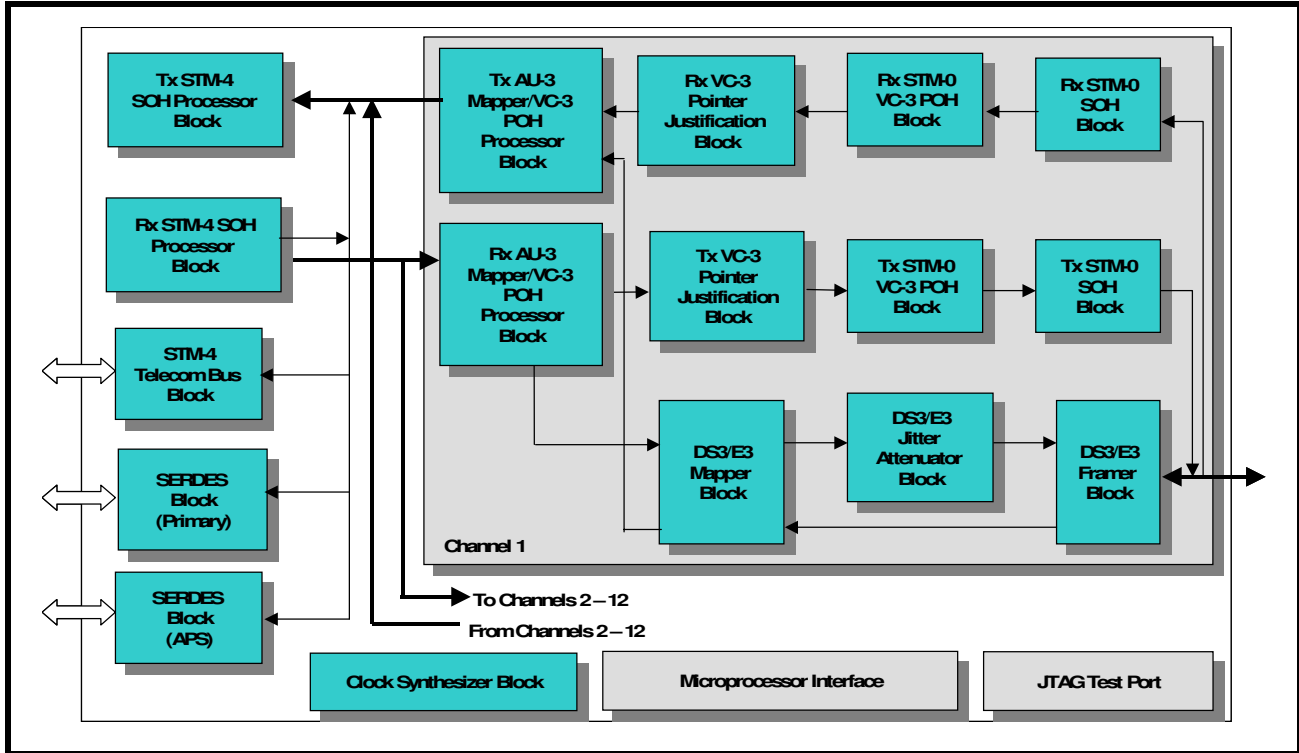 Tx STM-4
SOH Processor
Block
Tx AU-3
Mapper/VC-3
POH
Processor
Block
Rx VC-3
Pointer
Justification
Block
Rx STM-0
VC-3 POH
Block
Rx STM-0
SOH
Block
Rx STM-4 SOH
Processor
Block
Rx AU-3
Mapper/VC-3
POH
Processor
Block
Tx VC-3
Pointer
Justification
Block
Tx STM-0
VC-3 POH
Block
Tx STM-0
SOH
Block
STM-4
Telecom Bus
Block
DS3/E3
Mapper
Block
DS3/E3
Jitter
Attenuator
Block
DS3/E3
Framer
Block
SERDES
Block
(Primary)
Channel 1
SERDES
Block
(APS)
To Channels 2 – 12
From Channels 2 – 12
Clock Synthesizer Block
Microprocessor Interface
JTAG Test Port